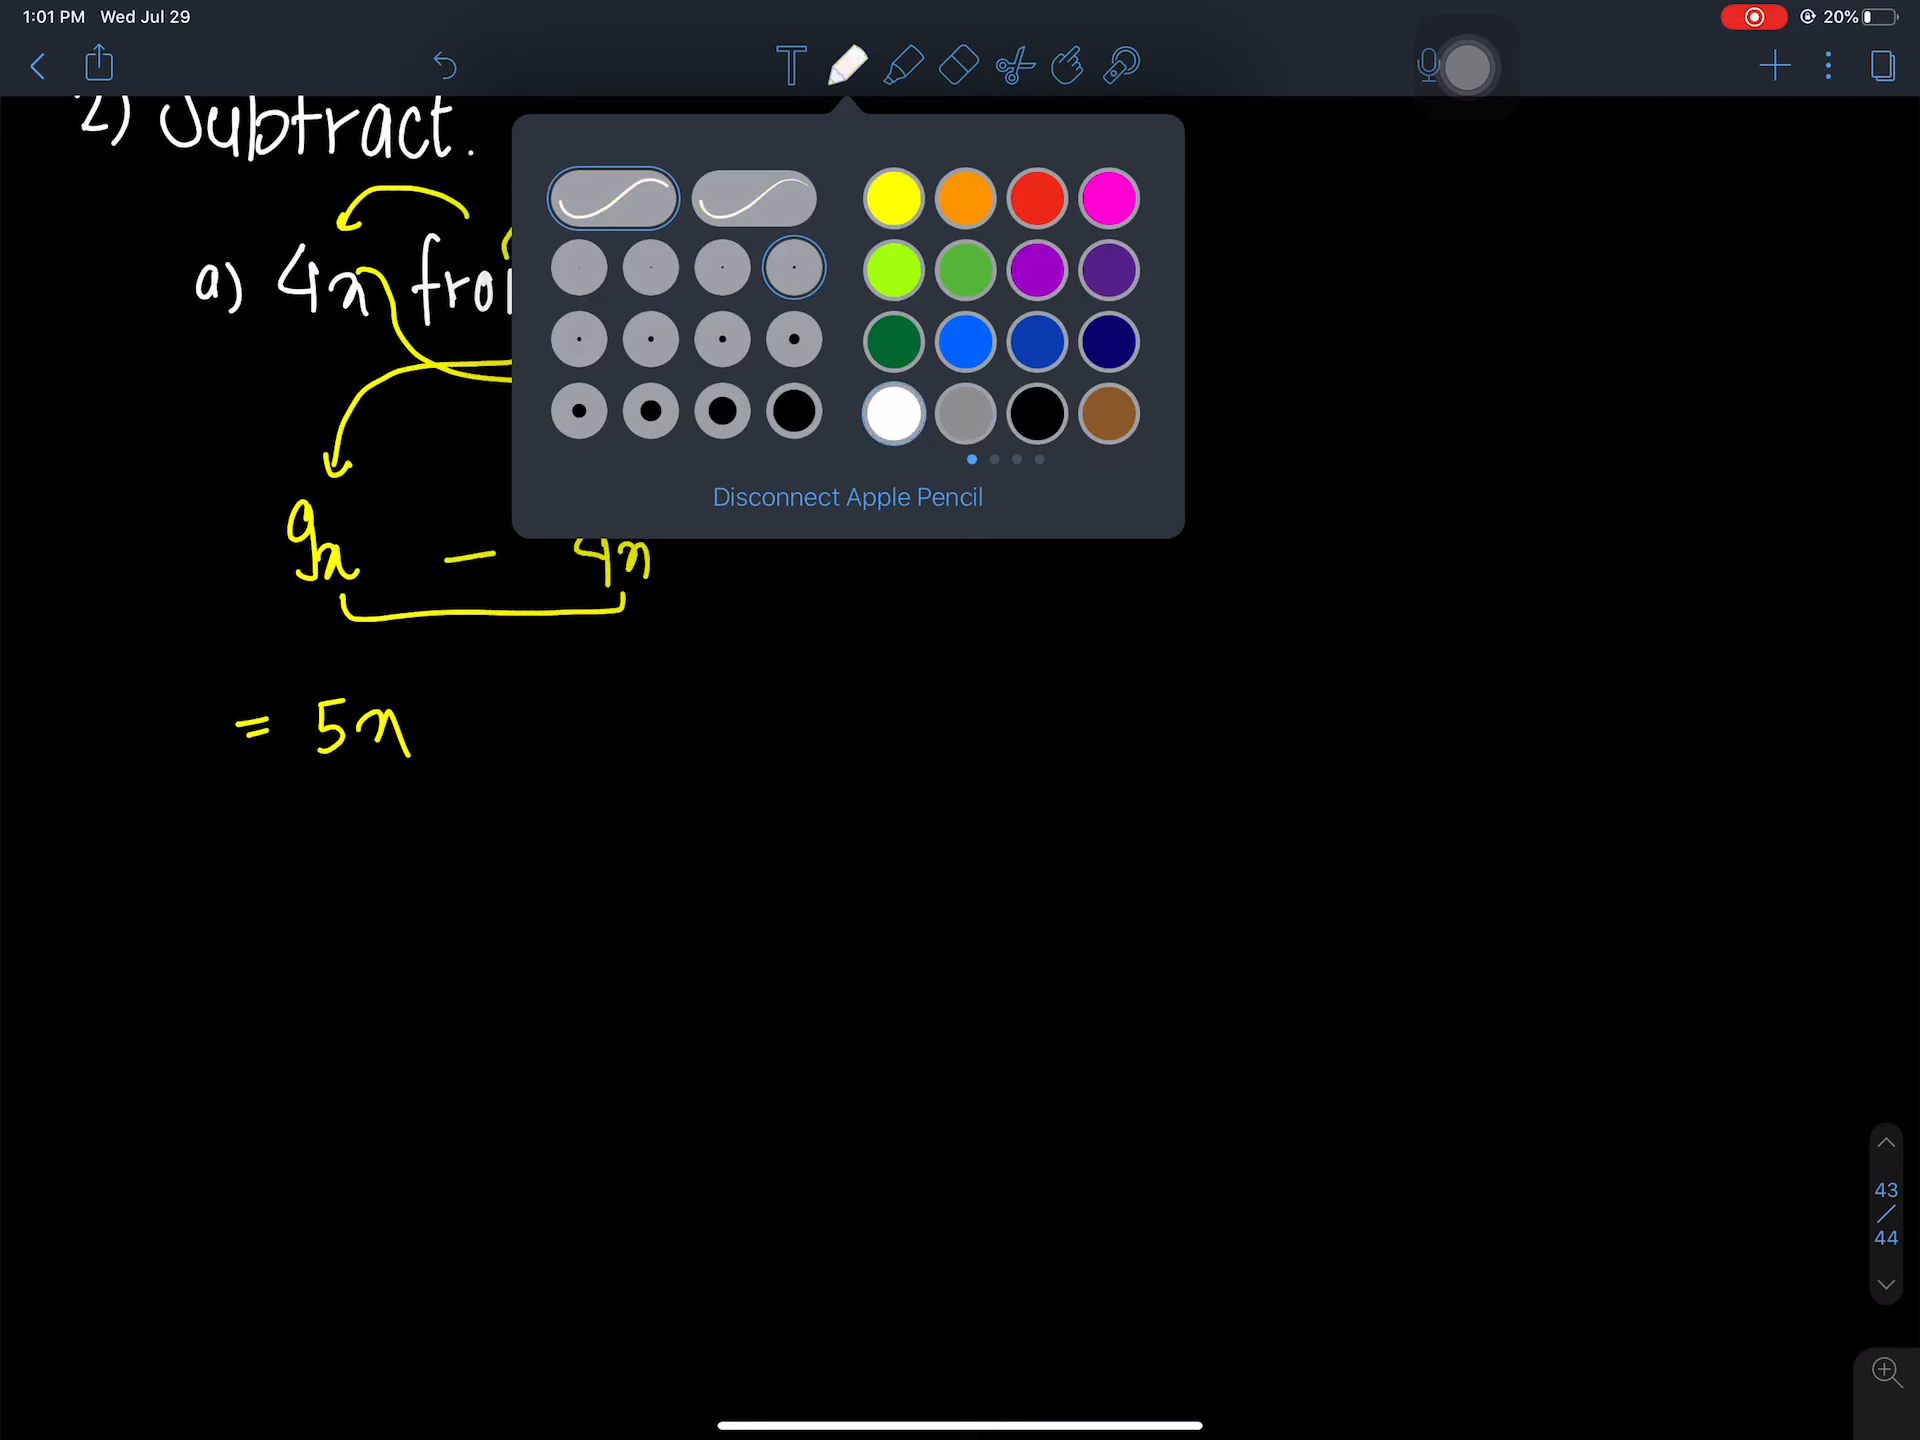 1:01 PM Wed Jul 29
20%
2) Subtract.
a) 4x
Disconnect Apple Pencil
9x - 4x
= 5x
43
/
44